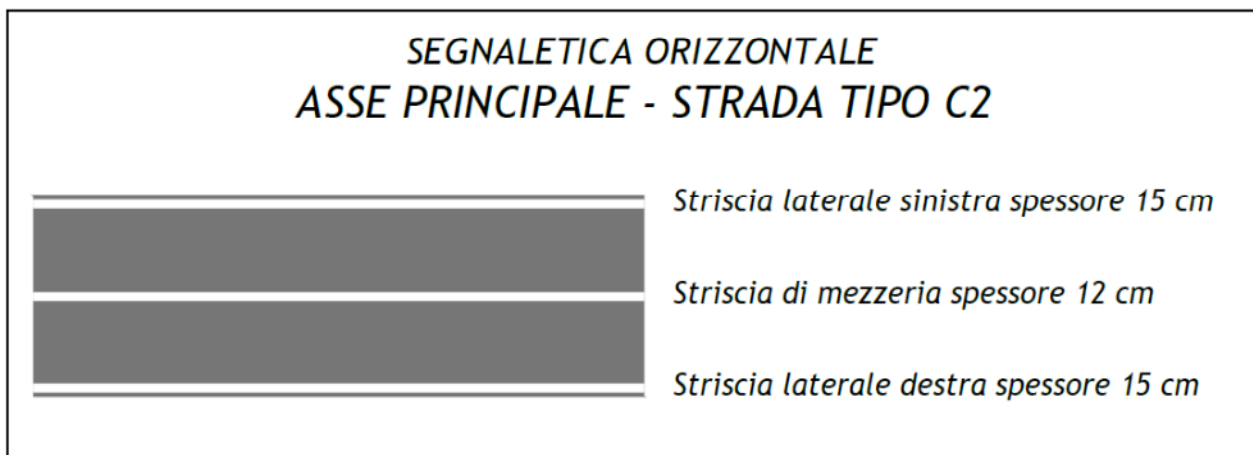 SEGNALETICA ORIZZONTALE
ASSE PRINCIPALE - STRADA TIPO C2
Striscia laterale sinistra spessore 15 cm
Striscia di mezzeria spessore 12 cm
Striscia laterale destra spessore 15 cm